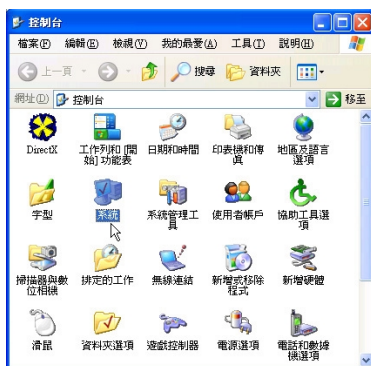 控制台
檔案(F) 編輯(E) 檢視(V) 我的最愛(A) 工具(T) 說明(H)
上一頁 搜尋 資料夾
網址(D) 控制台 移至
DirectX 工作列和 [開 日期和時間 印表機和傳 地區及語言
始] 功能表 真 選項
字型 系統 系統管理工 使用者帳戶 協助工具選
具 項
掃描器與數 排定的工作 無線連結 新增或移除 新增硬體
位相機 程式
滑鼠 資料夾選項 遊戲控制器 電源選項 電話和數據
機選項